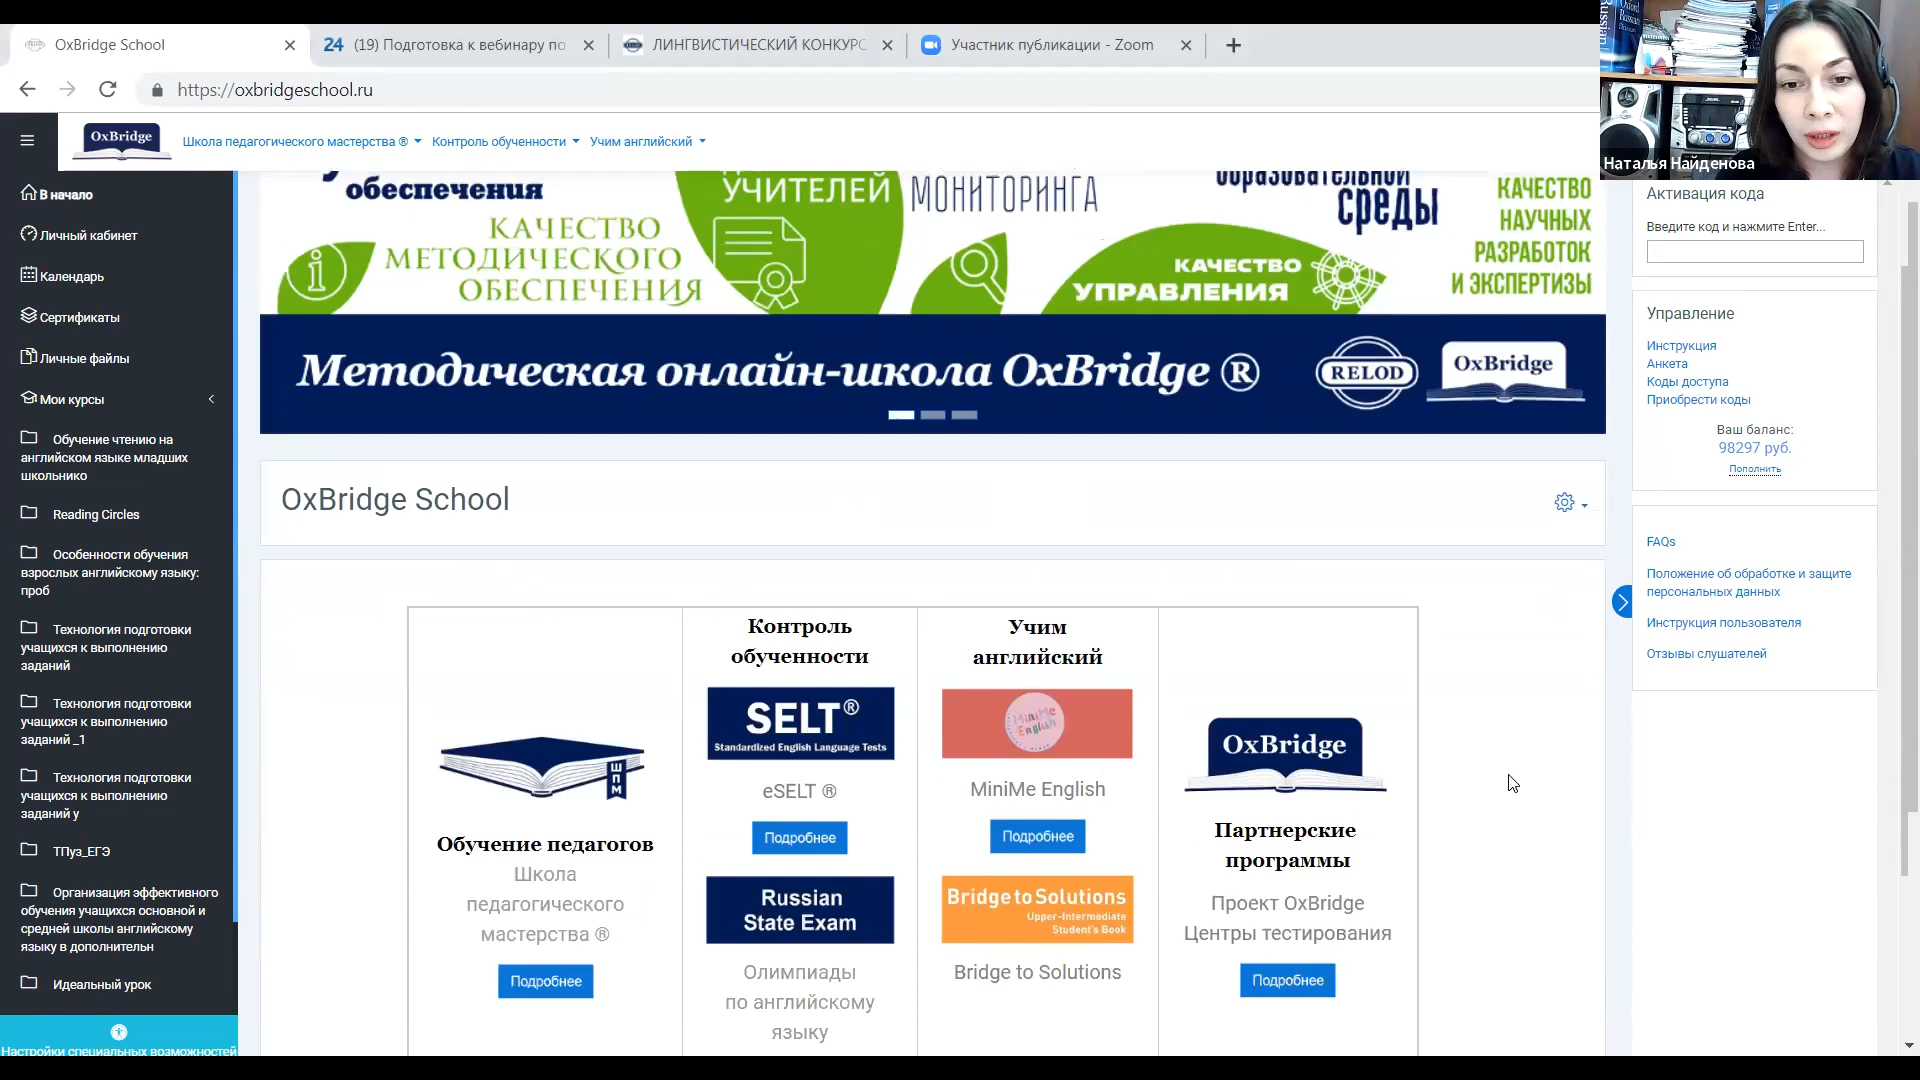 OxBridge School
24 (19) Подготовка к вебинару по
ЛИНГВИСТИЧЕСКИЙ КОНКУРС
Участник публикации - Zoom
https://oxbridgeschool.ru
OxBridge
Школа педагогического мастерства ®
Контроль обученности
Учим английский
Наталья Найденова
В начало
Личный кабинет
Календарь
Сертификаты
Личные файлы
Мои курсы
Обучение чтению на
английском языке младших
школьнико
Reading Circles
Особенности обучения
взрослых английскому языку:
проб
Технология подготовки
учащихся к выполнению
заданий
Технология подготовки
учащихся к выполнению
заданий _1
Технология подготовки
учащихся к выполнению
заданий у
ТПуз_ЕГЭ
Организация эффективного
обучения учащихся основной и
средней школы английскому
языку в дополнительн
Идеальный урок
Настройки специальных возможностей
обеспечения
КАЧЕСТВО
МЕТОДИЧЕСКОГО
ОБЕСПЕЧЕНИЯ
УЧИТЕЛЕЙ
МОНИТОРИНГА
КАЧЕСТВО
УПРАВЛЕНИЯ
образовательной
среды
КАЧЕСТВО
НАУЧНЫХ
РАЗРАБОТОК
И ЭКСПЕРТИЗЫ
Методическая онлайн-школа OxBridge ®
RELOD
OxBridge
OxBridge School
ШПМ
Обучение педагогов
Школа
педагогического
мастерства ®
Подробнее
Контроль
обученности
SELT®
Standardized English Language Tests
eSELT ®
Подробнее
Russian
State Exam
Олимпиады
по английскому
языку
Учим
английский
MiniMe
English
MiniMe English
Подробнее
Bridge to Solutions
Upper-Intermediate
Student's Book
Bridge to Solutions
OxBridge
Партнерские
программы
Проект OxBridge
Центры тестирования
Подробнее
Активация кода
Введите код и нажмите Enter...
Управление
Инструкция
Анкета
Коды доступа
Приобрести коды
Ваш баланс:
98297 руб.
Пополнить
FAQs
Положение об обработке и защите
персональных данных
Инструкция пользователя
Отзывы слушателей